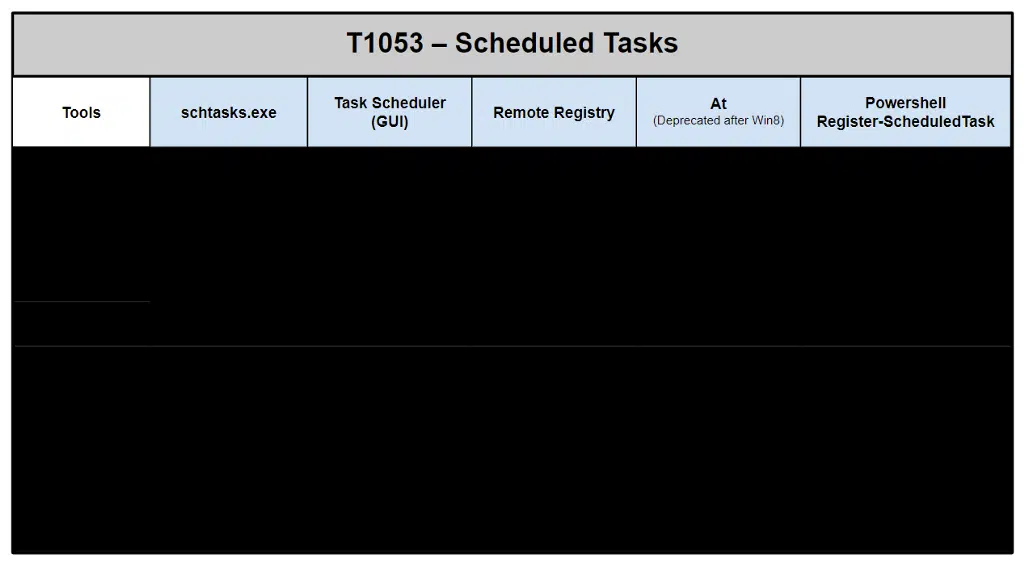 T1053 – Scheduled Tasks
Tools
schtasks.exe
Task Scheduler
(GUI)
Remote Registry
At
(Deprecated after Win8)
Powershell
Register-ScheduledTask